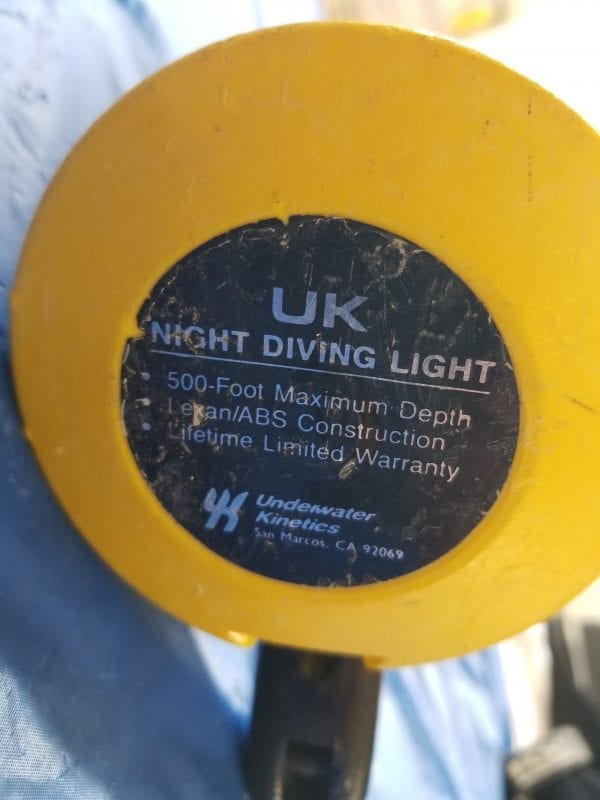 UK
NIGHT DIVING LIGHT
• 500-Foot Maximum Depth
• Lexan/ABS Construction
• Lifetime Limited Warranty
Underwater
Kinetics
San Marcos, CA 92069